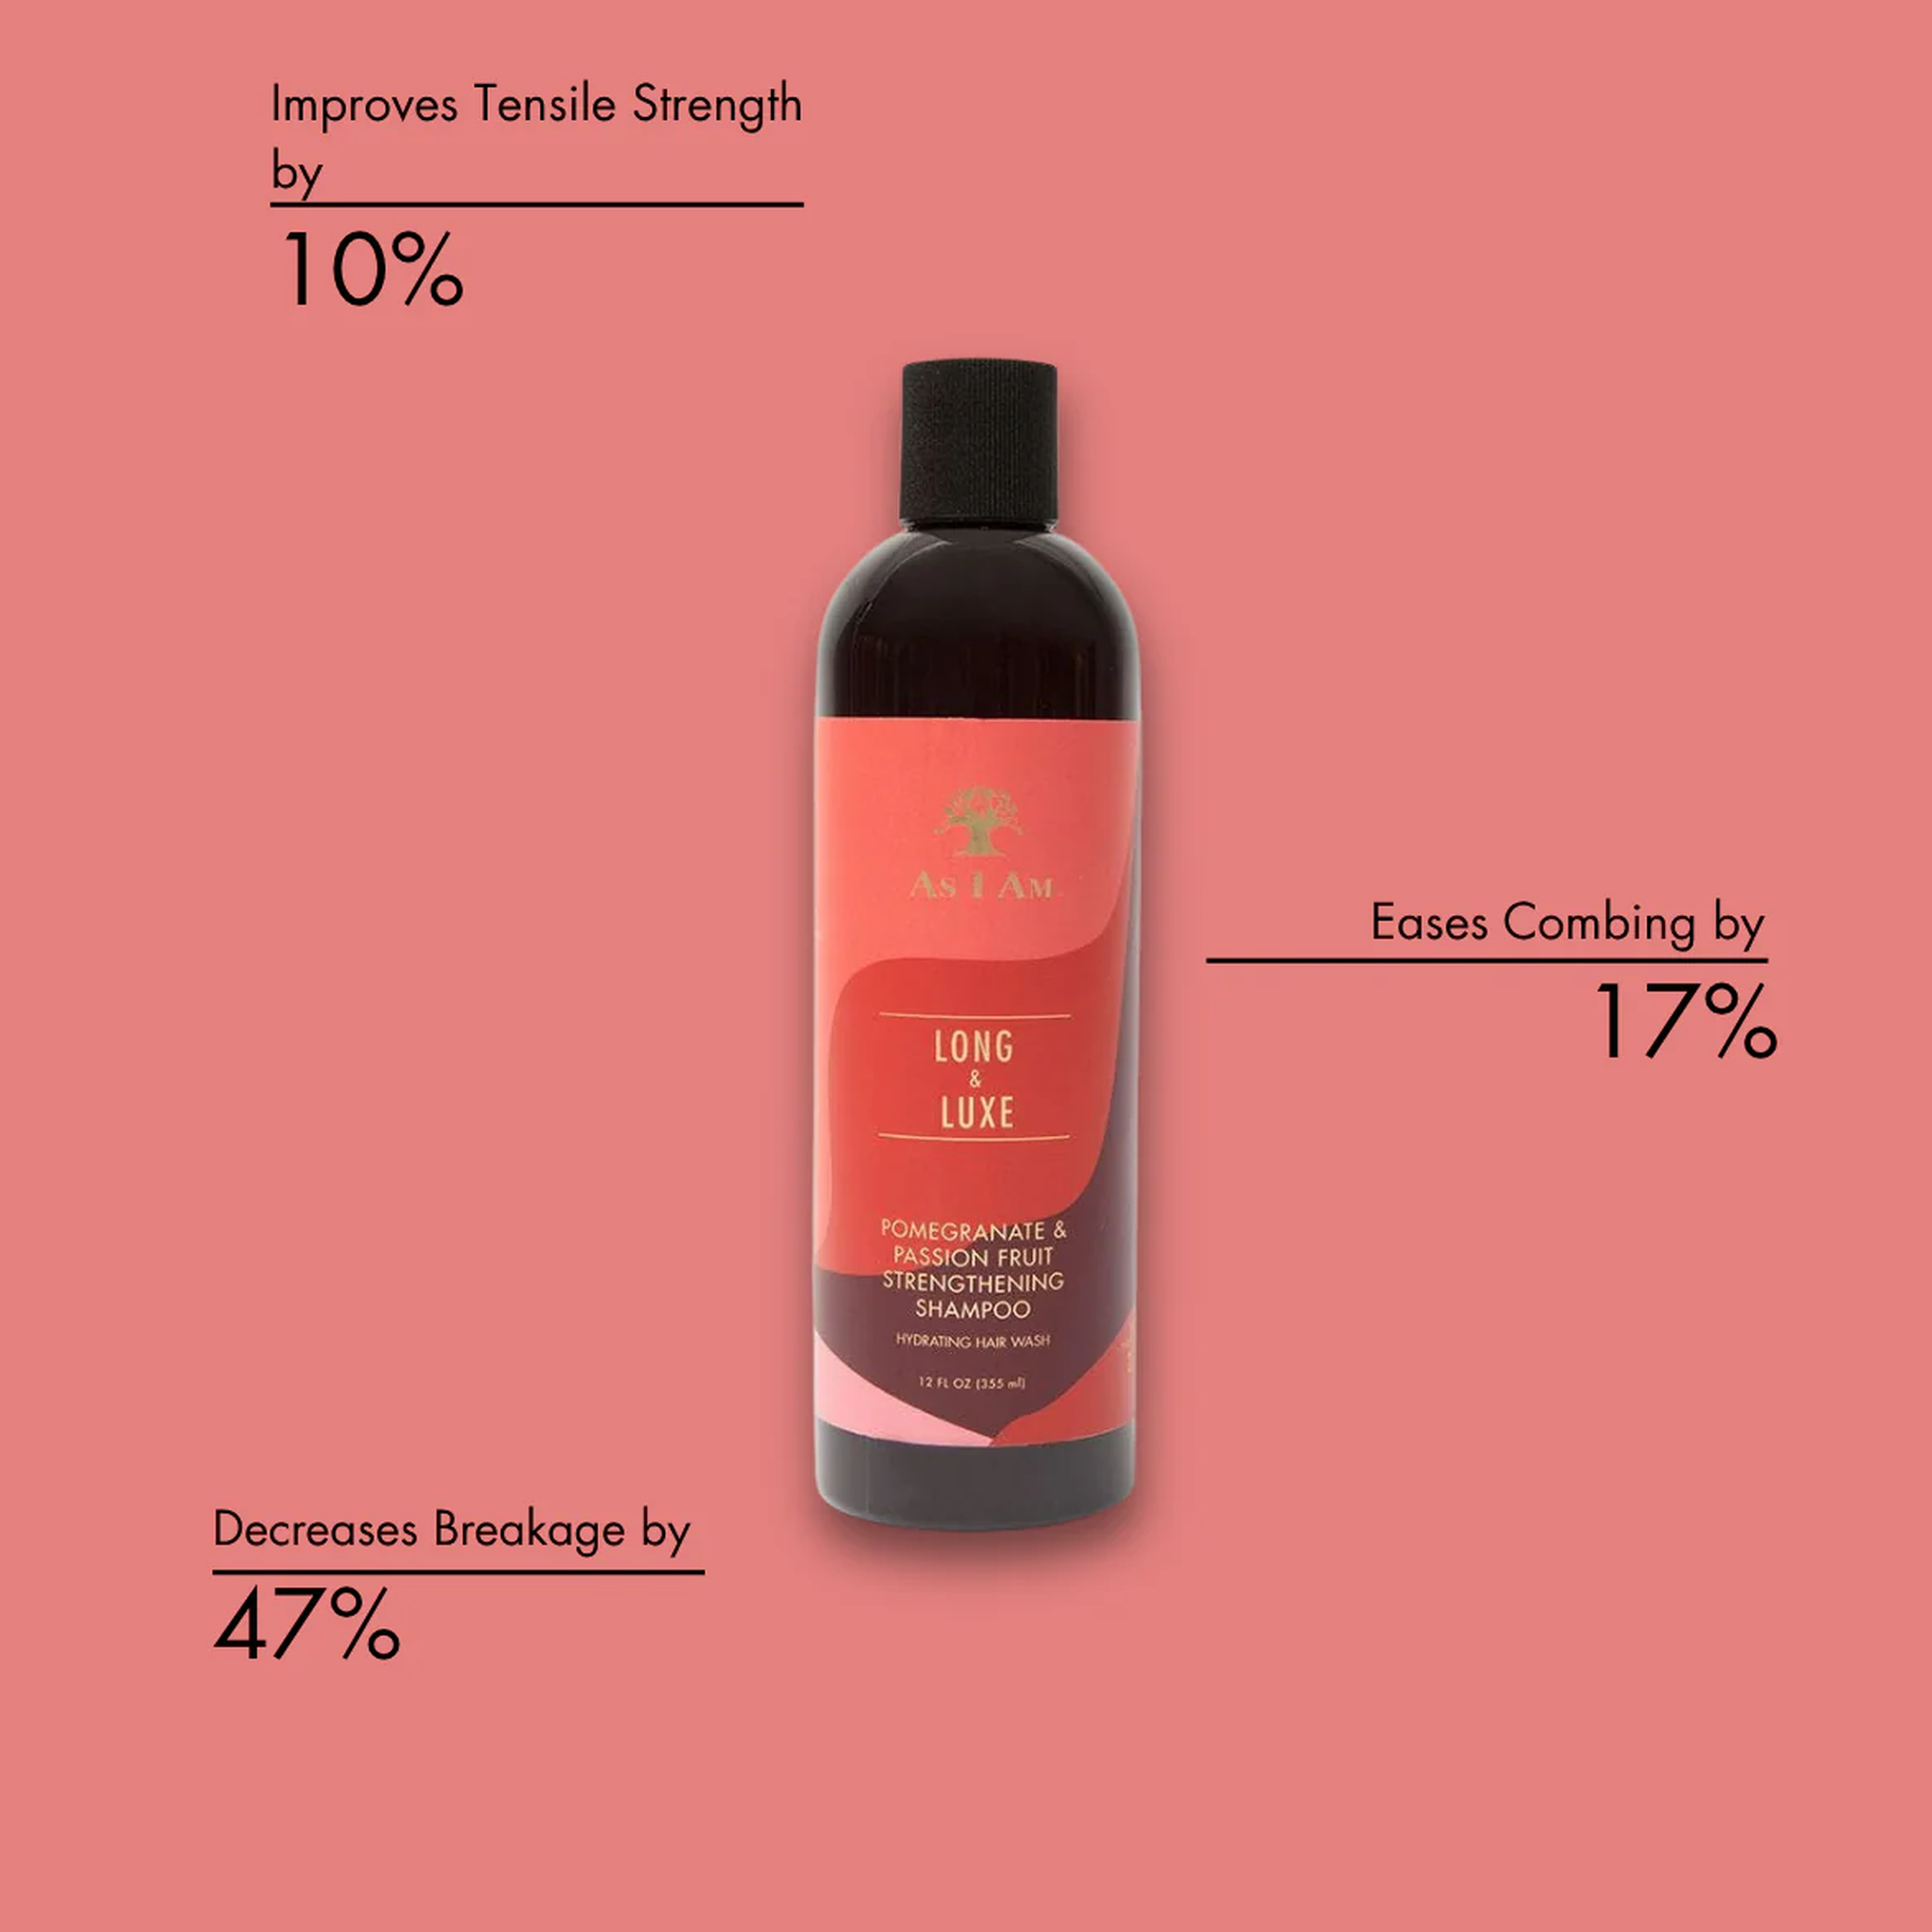 Improves Tensile Strength
by
10%
AS I AM
LONG
&
LUXE
POMEGRANATE &
PASSION FRUIT
STRENGTHENING
SHAMPOO
HYDRATING HAIR WASH
12 FL OZ (355 ml)
Eases Combing by
17%
Decreases Breakage by
47%